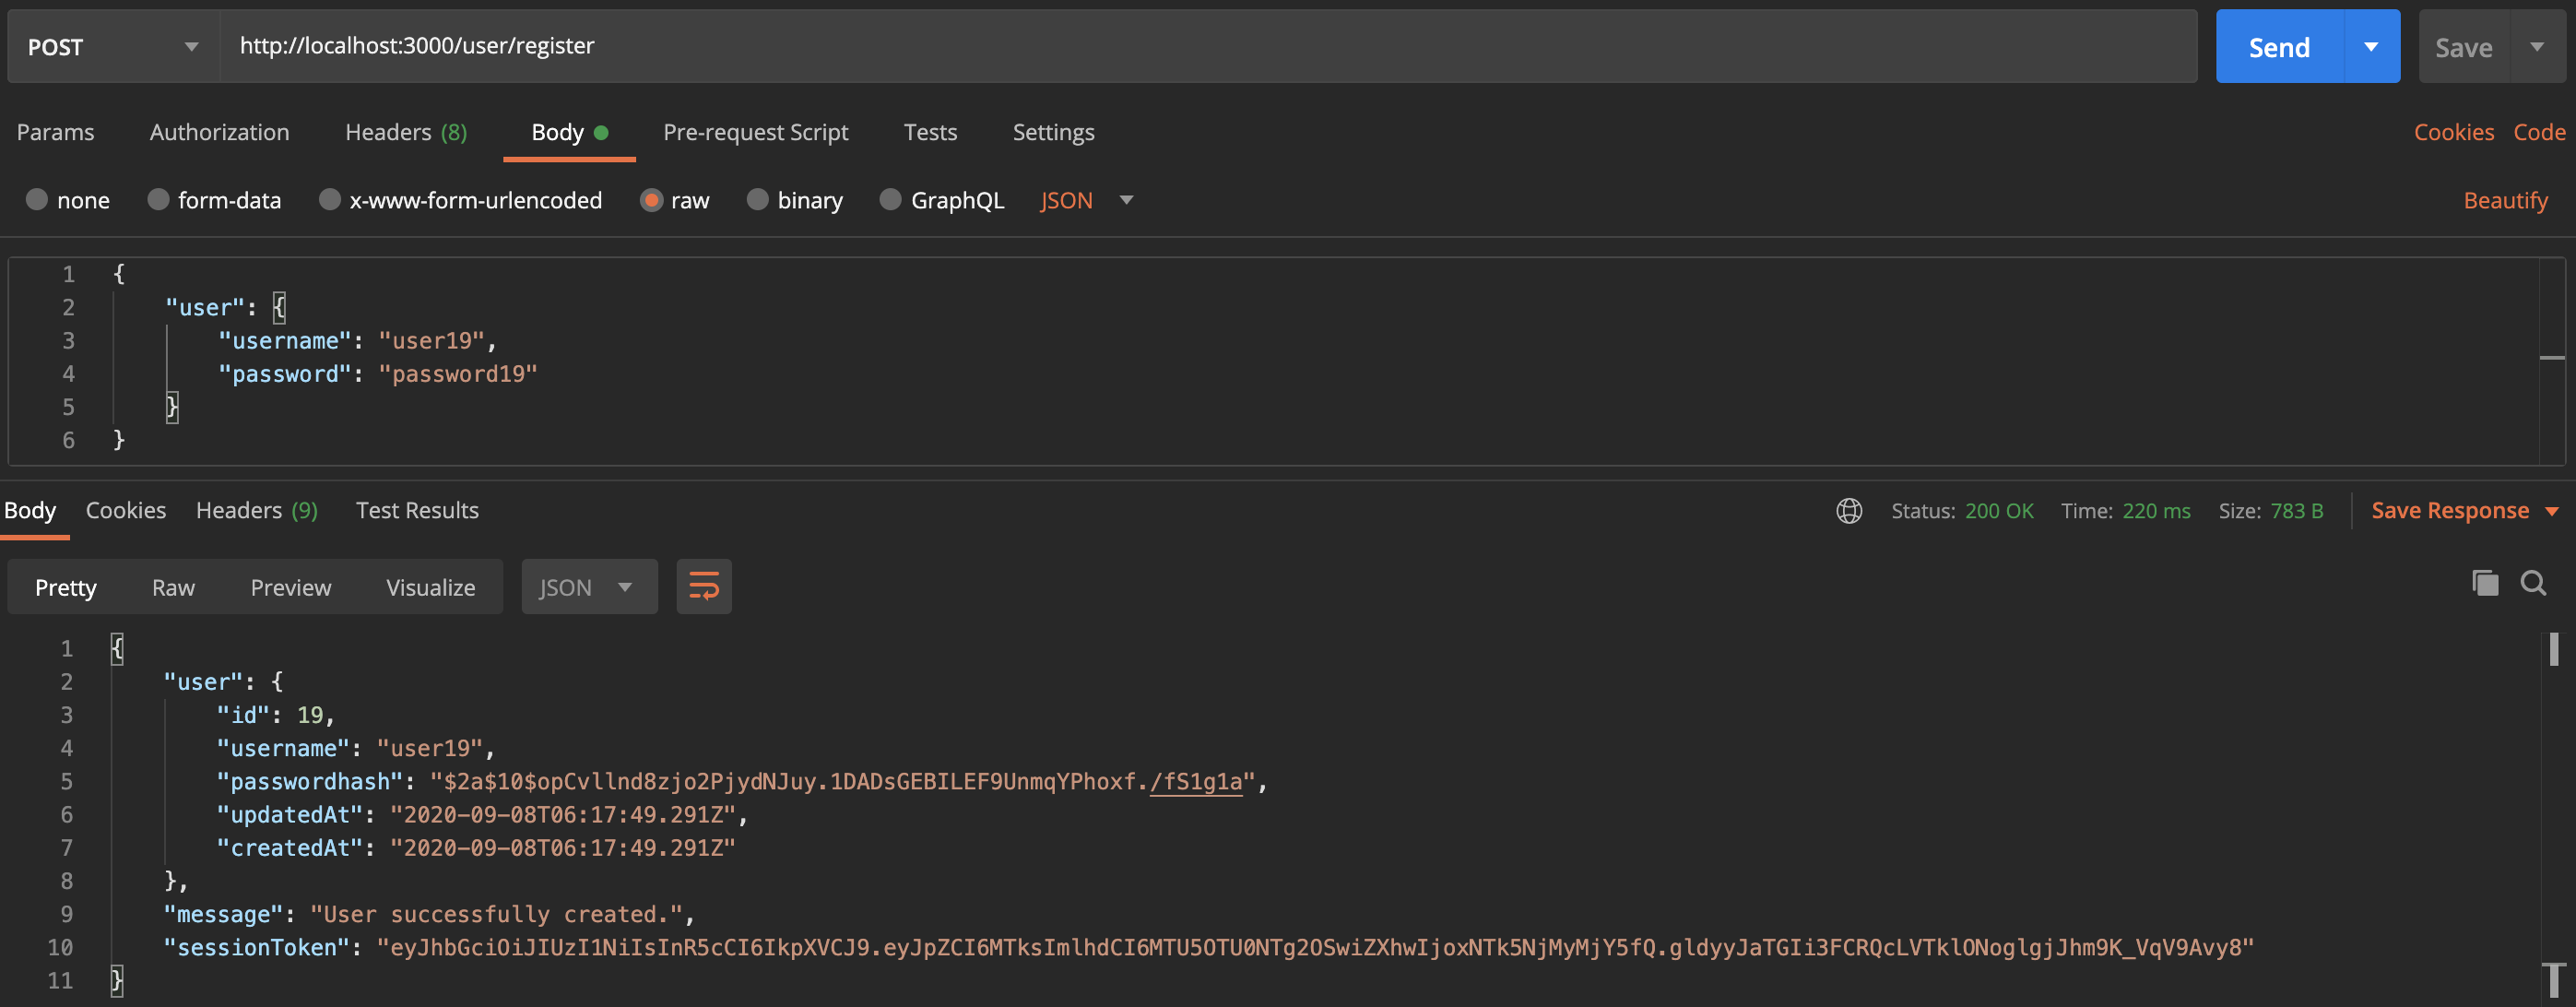 POST http://localhost:3000/user/register Send Save
Params Authorization Headers (8) Body Pre-request Script Tests Settings Cookies Code
none form-data x-www-form-urlencoded raw binary GraphQL JSON Beautify
1 {
2 "user": {
3 "username": "user19",
4 "password": "password19"
5 }
6 }
Body Cookies Headers (9) Test Results Status: 200 OK Time: 220 ms Size: 783 B Save Response
Pretty Raw Preview Visualize JSON
1 {
2 "user": {
3 "id": 19,
4 "username": "user19",
5 "passwordhash": "$2a$10$opCvllnd8zjo2PjydNJuy.1DADsGEBILEF9UnmqYPhoxf./fS1g1a",
6 "updatedAt": "2020-09-08T06:17:49.291Z",
7 "createdAt": "2020-09-08T06:17:49.291Z"
8 },
9 "message": "User successfully created.",
10 "sessionToken": "eyJhbGciOiJIUzI1NiIsInR5cCI6IkpXVCJ9.eyJpZCI6MTksImlhdCI6MTU5OTU0NTg2OSwiZXhwIjoxNTk5NjMyMjY5fQ.gldyyJaTGIi3FCRQcLVTklONoglgjJhm9K_VqV9Avy8"
11 }